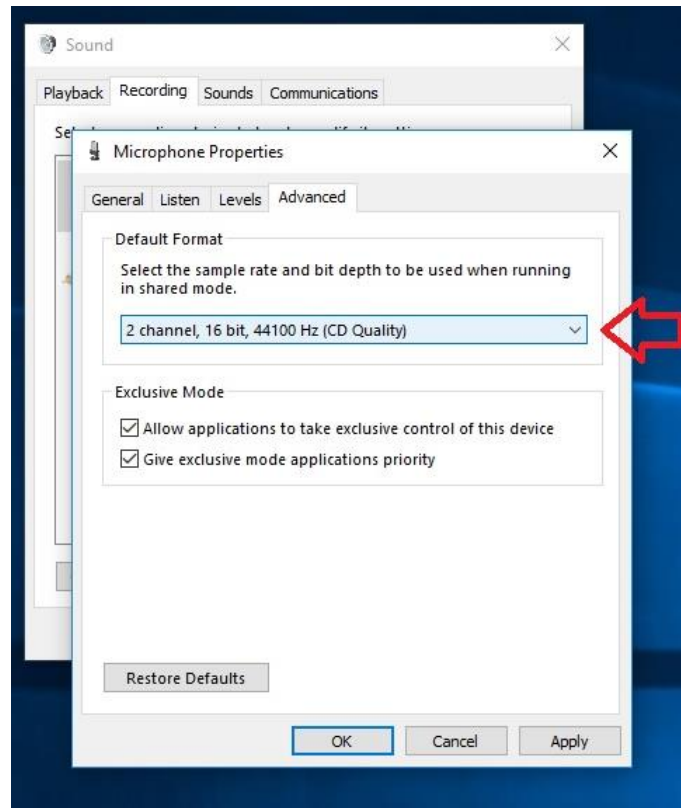 Sound
Playback Recording Sounds Communications
Microphone Properties
General Listen Levels Advanced
Default Format
Select the sample rate and bit depth to be used when running
in shared mode.
2 channel, 16 bit, 44100 Hz (CD Quality)
Exclusive Mode
Allow applications to take exclusive control of this device
Give exclusive mode applications priority
Restore Defaults
OK Cancel Apply